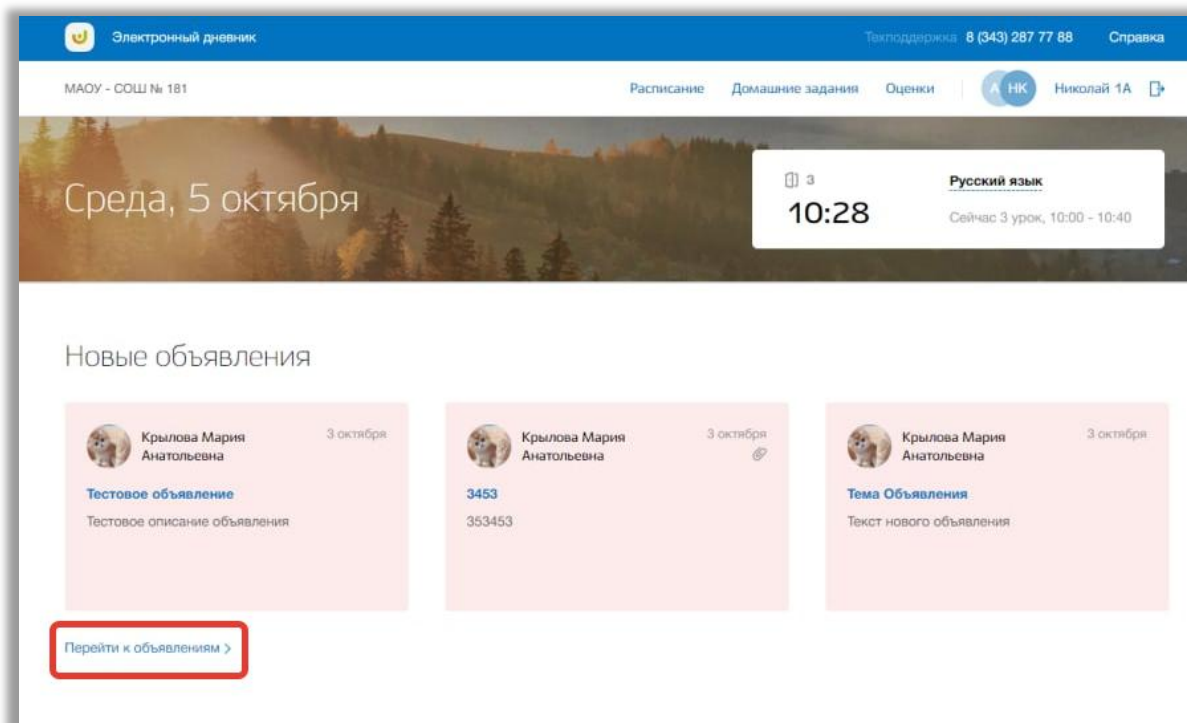 Электронный дневник
Техподдержка 8 (343) 287 77 88 Справка
МАОУ - СОШ № 181
Расписание Домашние задания Оценки А НК Николай 1А
Среда, 5 октября
3
10:28
Русский язык
Сейчас 3 урок, 10:00 - 10:40
Новые объявления
Крылова Мария
Анатольевна
3 октября
Тестовое объявление
Тестовое описание объявления
Крылова Мария
Анатольевна
3 октября
3453
353453
Крылова Мария
Анатольевна
3 октября
Тема Объявления
Текст нового объявления
Перейти к объявлениям >